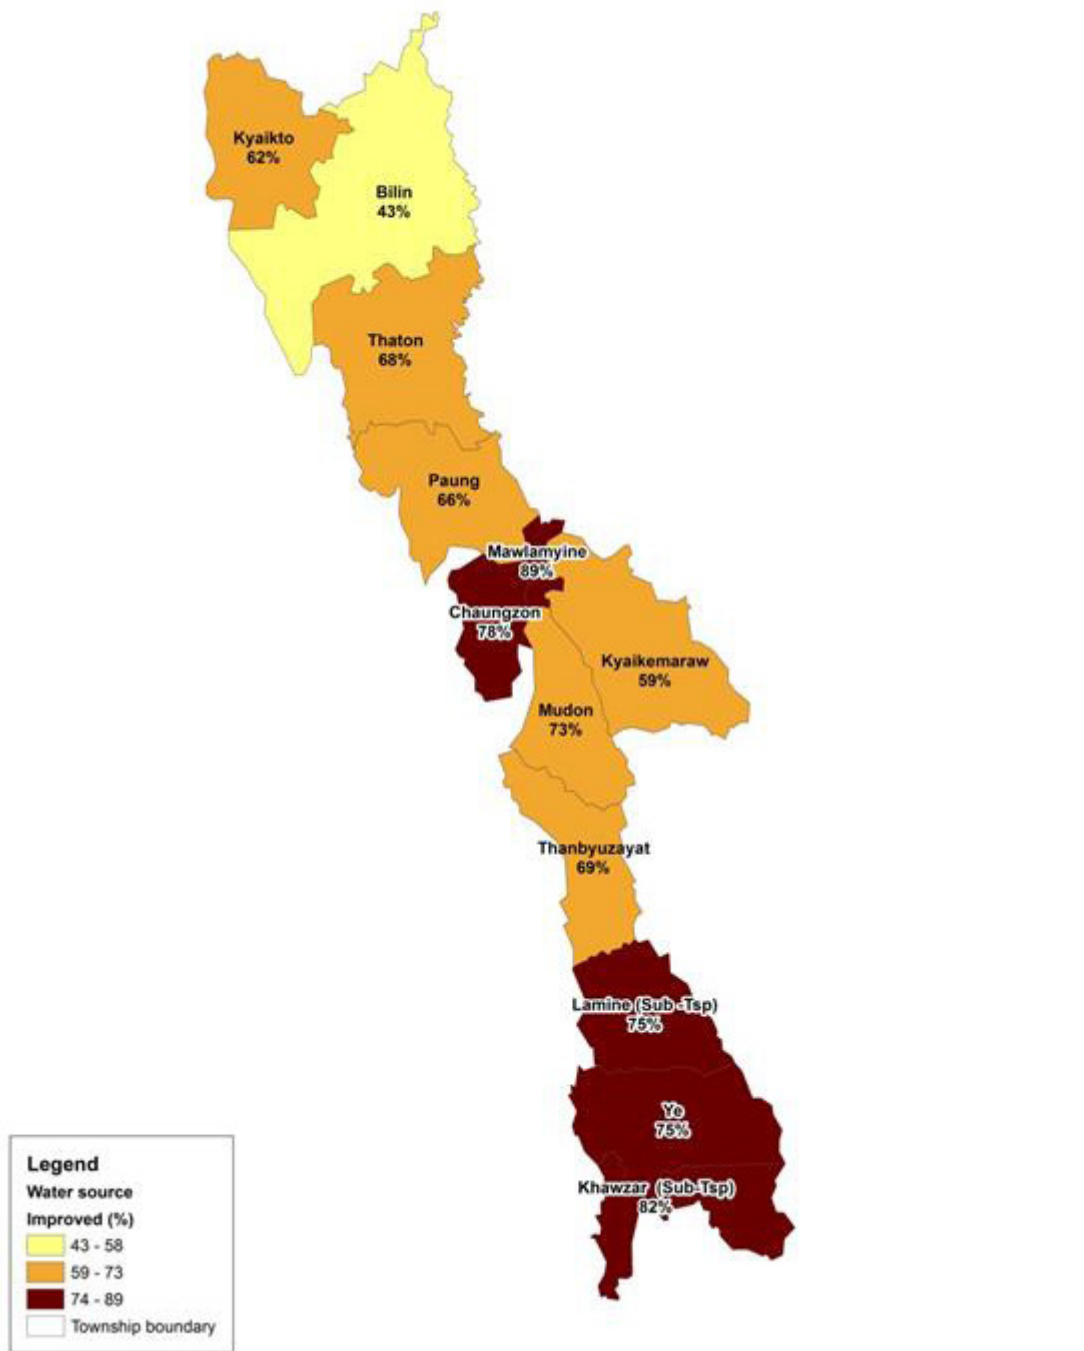 Kyaikto
62%
Bilin
43%
Thaton
68%
Paung
66%
Mawlamyine
89%
Chaungzon
78%
Kyaikemaraw
59%
Mudon
73%
Thanbyuzayat
69%
Lamine (Sub -Tsp)
75%
Ye
75%
Khawzar (Sub-Tsp)
82%
Legend
Water source
Improved (%)
43 - 58
59 - 73
74 - 89
Township boundary